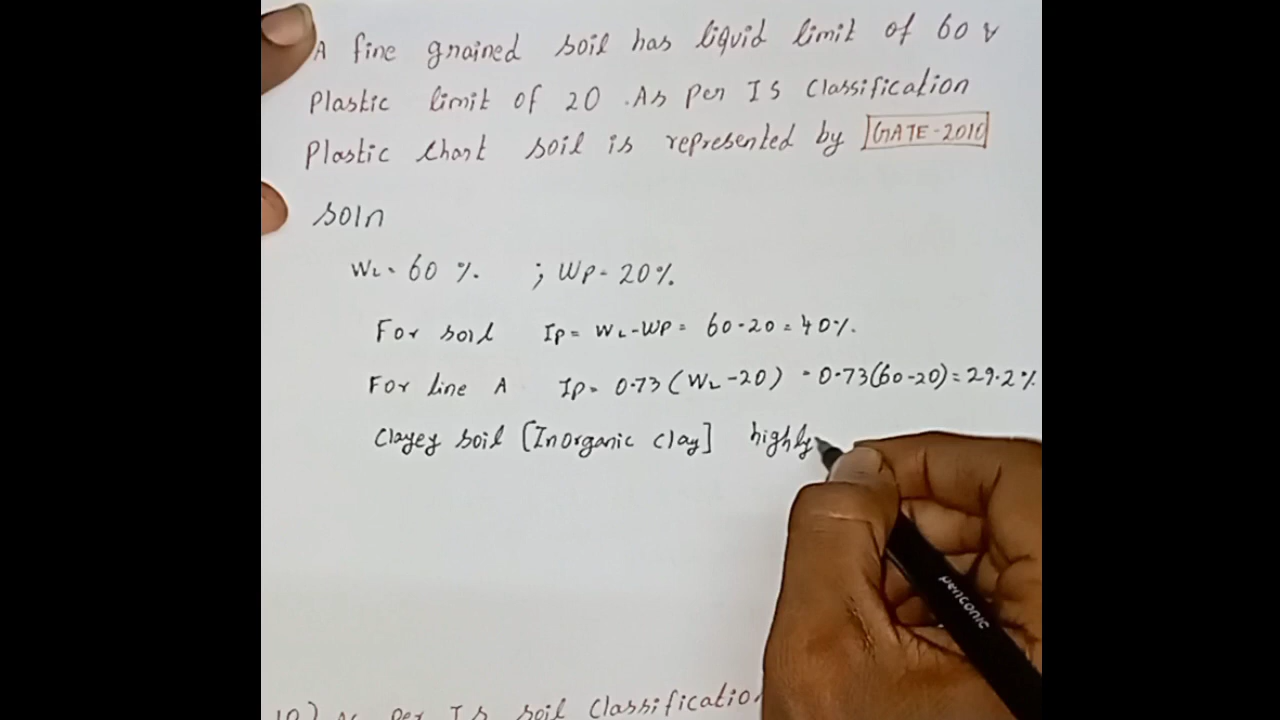 A fine grained soil has liquid limit of 60 &
Plastic limit of 20 .As per IS Classification
Plastic chart soil is represented by GATE-2010
Soln
WL = 60 % ; WP = 20%.
For soil Ip = WL-WP = 60-20 = 40%.
For line A Ip = 0.73(WL-20) = 0.73(60-20) = 29.2%
Clayey soil [Inorganic clay] highly
periconic
10) As per IS soil Classification